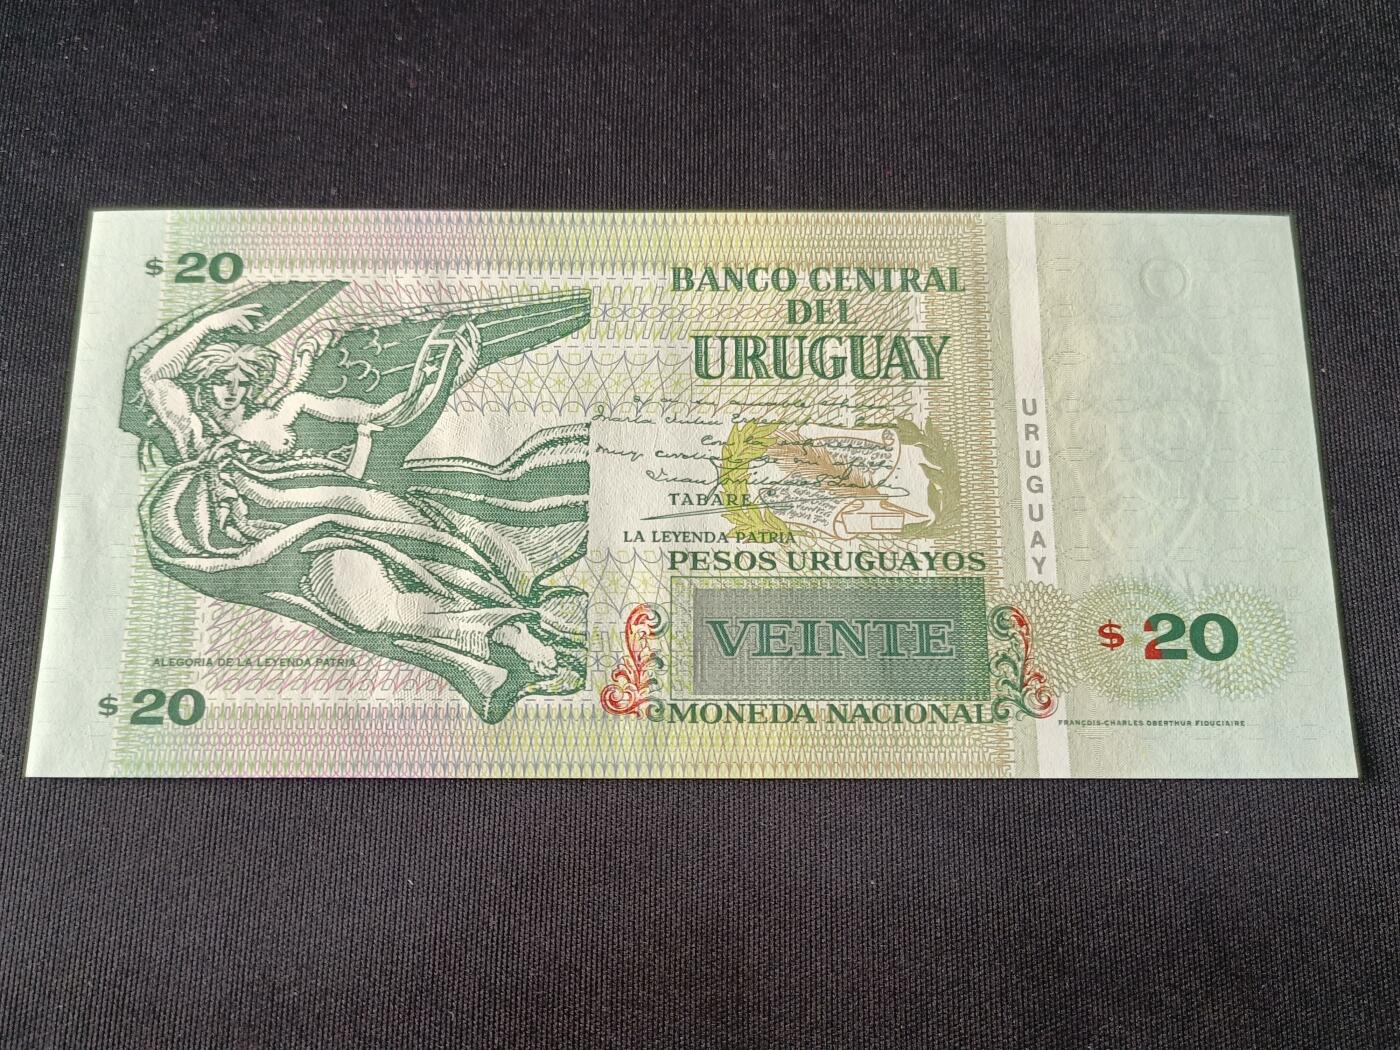 $ 20
BANCO CENTRAL
DEL
URUGUAY
URUGUAY
TABARÉ
LA LEYENDA PATRIA
PESOS URUGUAYOS
VEINTE
$ 20
ALEGORIA DE LA LEYENDA PATRIA
$ 20
MONEDA NACIONAL
FRANÇOIS-CHARLES OBERTHUR FIDUCIAIRE